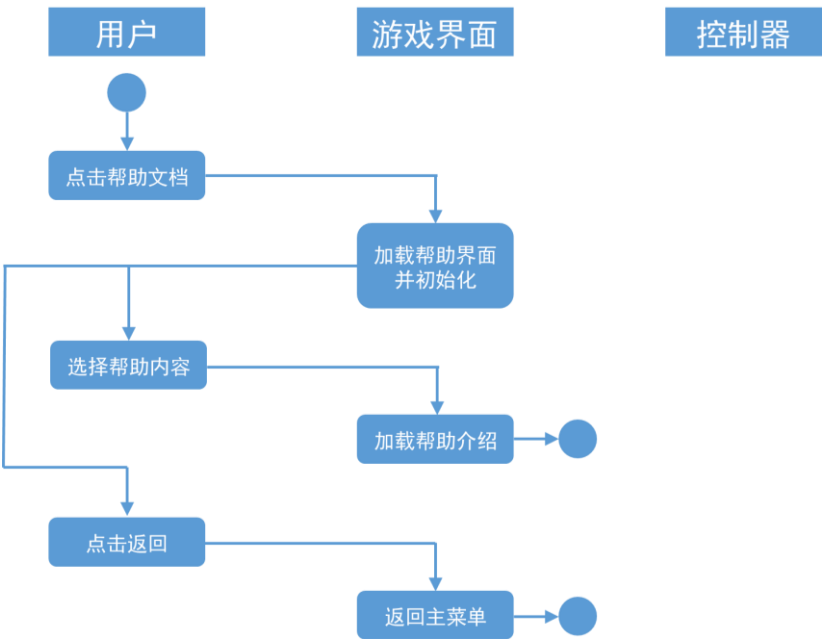 用户
游戏界面
控制器
点击帮助文档
加载帮助界面
并初始化
选择帮助内容
加载帮助介绍
点击返回
返回主菜单